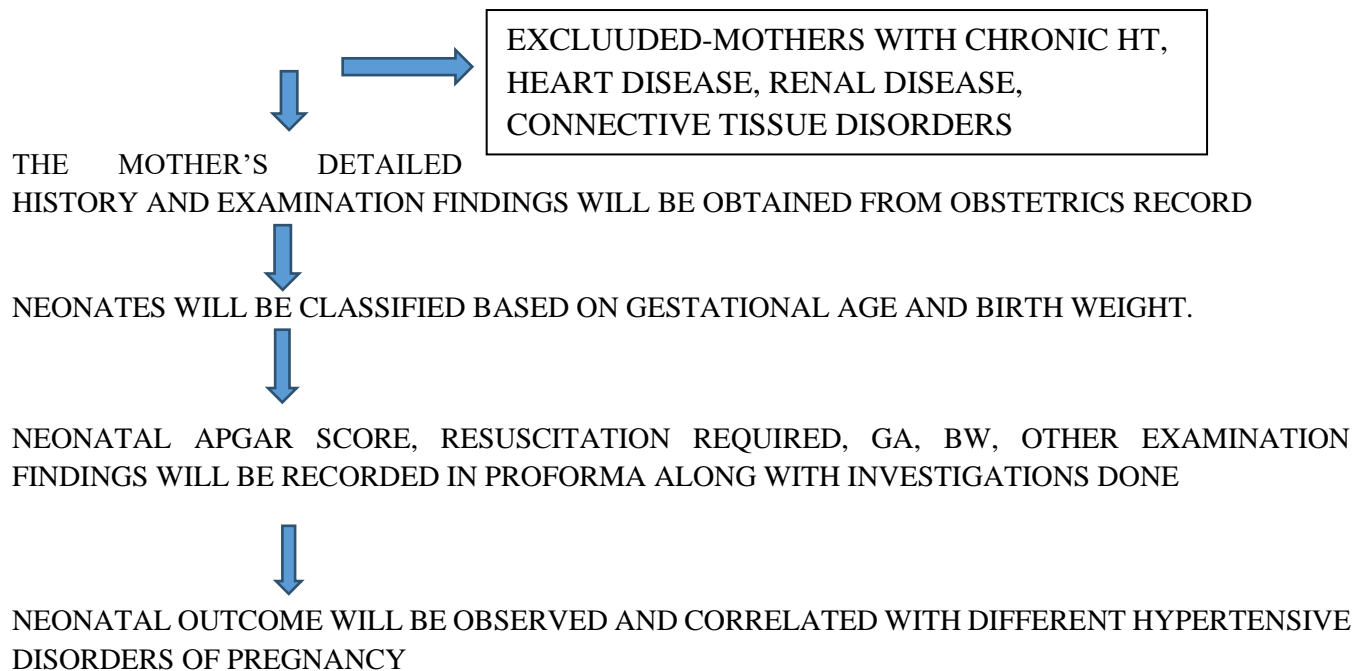 EXCLUUDED-MOTHERS WITH CHRONIC HT,
HEART DISEASE, RENAL DISEASE,
CONNECTIVE TISSUE DISORDERS
THE MOTHER’S DETAILED
HISTORY AND EXAMINATION FINDINGS WILL BE OBTAINED FROM OBSTETRICS RECORD
NEONATES WILL BE CLASSIFIED BASED ON GESTATIONAL AGE AND BIRTH WEIGHT.
NEONATAL APGAR SCORE, RESUSCITATION REQUIRED, GA, BW, OTHER EXAMINATION
FINDINGS WILL BE RECORDED IN PROFORMA ALONG WITH INVESTIGATIONS DONE
NEONATAL OUTCOME WILL BE OBSERVED AND CORRELATED WITH DIFFERENT HYPERTENSIVE
DISORDERS OF PREGNANCY